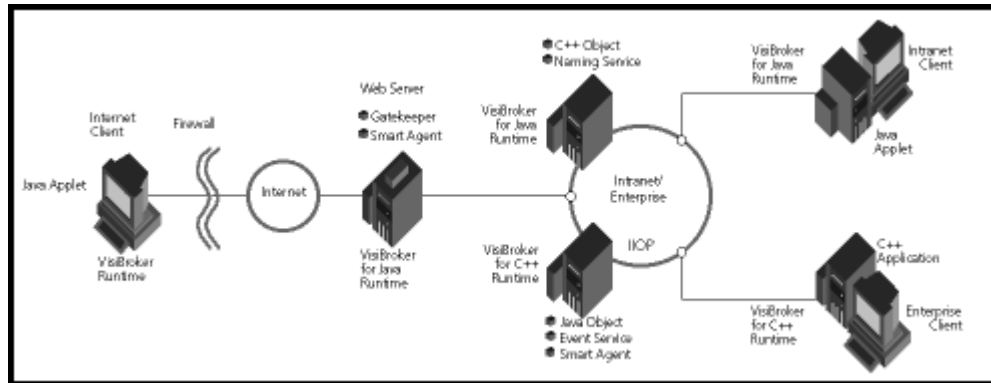 Internet
Client
Java Applet
VisiBroker
Runtime
Firewall
Internet
Web Server
Gatekeeper
Smart Agent
VisiBroker
for Java
Runtime
C++ Object
Naming Service
VisiBroker
for Java
Runtime
Intranet/
Enterprise
IIOP
VisiBroker
for C++
Runtime
Java Object
Event Service
Smart Agent
VisiBroker
for Java
Runtime
Intranet
Client
Java
Applet
C++
Application
VisiBroker
for C++
Runtime
Enterprise
Client